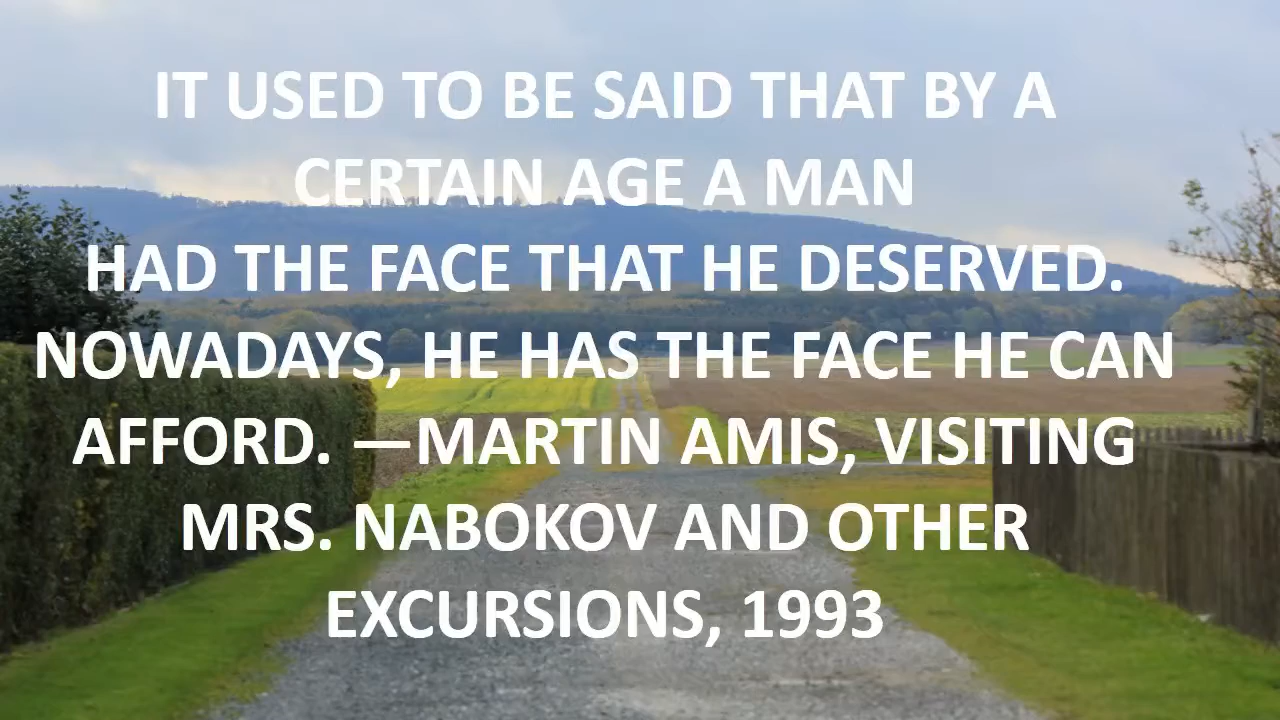 IT USED TO BE SAID THAT BY A
CERTAIN AGE A MAN
HAD THE FACE THAT HE DESERVED.
NOWADAYS, HE HAS THE FACE HE CAN
AFFORD. —MARTIN AMIS, VISITING
MRS. NABOKOV AND OTHER
EXCURSIONS, 1993